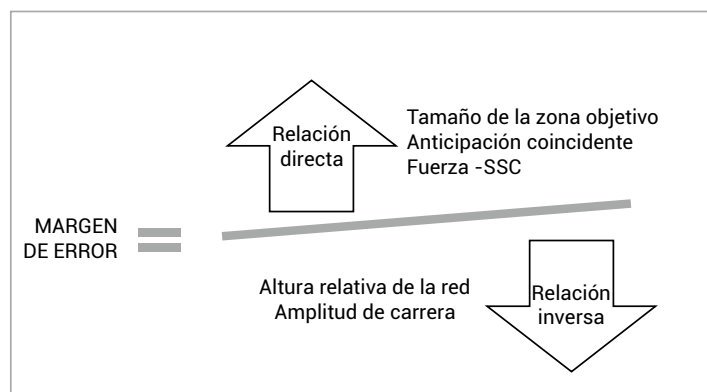 Relación
directa
Tamaño de la zona objetivo
Anticipación coincidente
Fuerza -SSC
MARGEN
DE ERROR
Altura relativa de la red
Amplitud de carrera
Relación
inversa